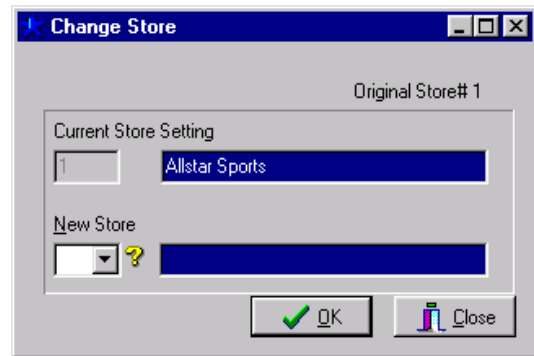 Change Store
Original Store# 1
Current Store Setting
1 Allstar Sports
New Store
OK Close